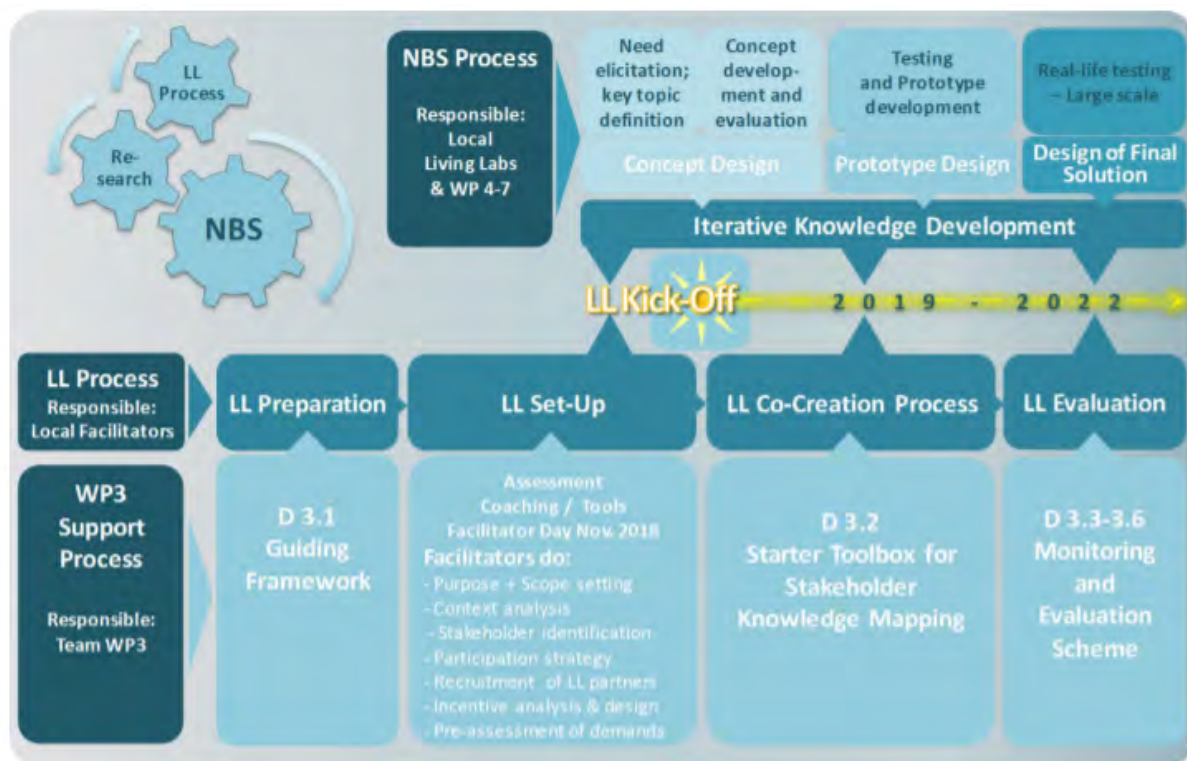 LL
Process
Re-
search
NBS
NBS Process
Responsible:
Local
Living Labs
& WP 4-7
Need
elicitation;
key topic
definition
Concept
develop-
ment and
evaluation
Testing
and Prototype
development
Real-life testing
– Large scale
Concept Design
Prototype Design
Design of Final
Solution
Iterative Knowledge Development
LL Kick-Off
2019 - 2022
LL Process
Responsible:
Local Facilitators
LL Preparation
LL Set-Up
LL Co-Creation Process
LL Evaluation
WP3
Support
Process
Responsible:
Team WP3
D 3.1
Guiding
Framework
Assessment
Coaching / Tools
Facilitator Day Nov. 2018
Facilitators do:
- Purpose + Scope setting
- Context analysis
- Stakeholder identification
- Participation strategy
- Recruitment of LL partners
- Incentive analysis & design
- Pre-assessment of demands
D 3.2
Starter Toolbox for
Stakeholder
Knowledge Mapping
D 3.3-3.6
Monitoring
and
Evaluation
Scheme